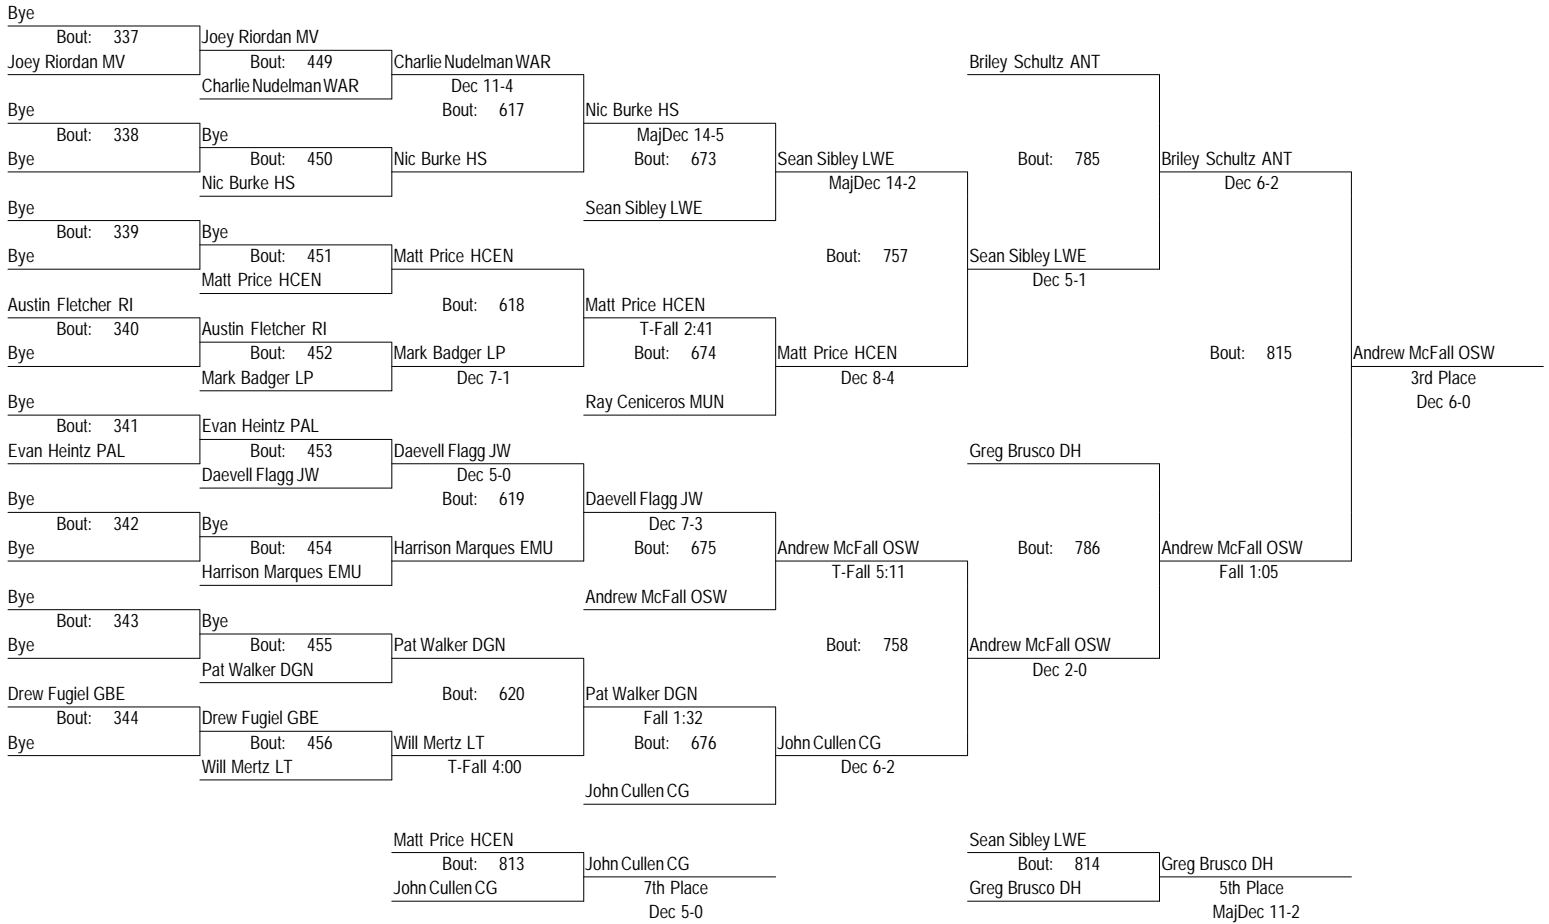 Bye
Bout: 337
Joey Riordan MV
Bye
Bout: 338
Bye
Bye
Bout: 339
Bye
Austin Fletcher RI
Bout: 340
Bye
Bye
Bout: 341
Evan Heintz PAL
Bye
Bout: 342
Bye
Bye
Bout: 343
Bye
Drew Fugiel GBE
Bout: 344
Bye
Joey Riordan MV
Bout: 449
Charlie Nudelman WAR
Bye
Bout: 450
Nic Burke HS
Bye
Bout: 451
Matt Price HCEN
Austin Fletcher RI
Bout: 452
Mark Badger LP
Evan Heintz PAL
Bout: 453
Daevell Flagg JW
Bye
Bout: 454
Harrison Marques EMU
Bye
Bout: 455
Pat Walker DGN
Drew Fugiel GBE
Bout: 456
Will Mertz LT
Charlie Nudelman WAR
Dec 11-4
Bout: 617
Nic Burke HS
Matt Price HCEN
Bout: 618
Mark Badger LP
Dec 7-1
Daevell Flagg JW
Dec 5-0
Bout: 619
Harrison Marques EMU
Pat Walker DGN
Bout: 620
Will Mertz LT
T-Fall 4:00
Nic Burke HS
MajDec 14-5
Bout: 673
Sean Sibley LWE
Matt Price HCEN
T-Fall 2:41
Bout: 674
Ray Ceniceros MUN
Daevell Flagg JW
Dec 7-3
Bout: 675
Andrew McFall OSW
Pat Walker DGN
Fall 1:32
Bout: 676
John Cullen CG
Sean Sibley LWE
MajDec 14-2
Bout: 757
Matt Price HCEN
Dec 8-4
Andrew McFall OSW
T-Fall 5:11
Bout: 758
John Cullen CG
Dec 6-2
Briley Schultz ANT
Bout: 785
Sean Sibley LWE
Dec 5-1
Greg Brusco DH
Bout: 786
Andrew McFall OSW
Dec 2-0
Briley Schultz ANT
Dec 6-2
Bout: 815
Andrew McFall OSW
Fall 1:05
Andrew McFall OSW
3rd Place
Dec 6-0
Matt Price HCEN
Bout: 813
John Cullen CG
John Cullen CG
7th Place
Dec 5-0
Sean Sibley LWE
Bout: 814
Greg Brusco DH
Greg Brusco DH
5th Place
MajDec 11-2